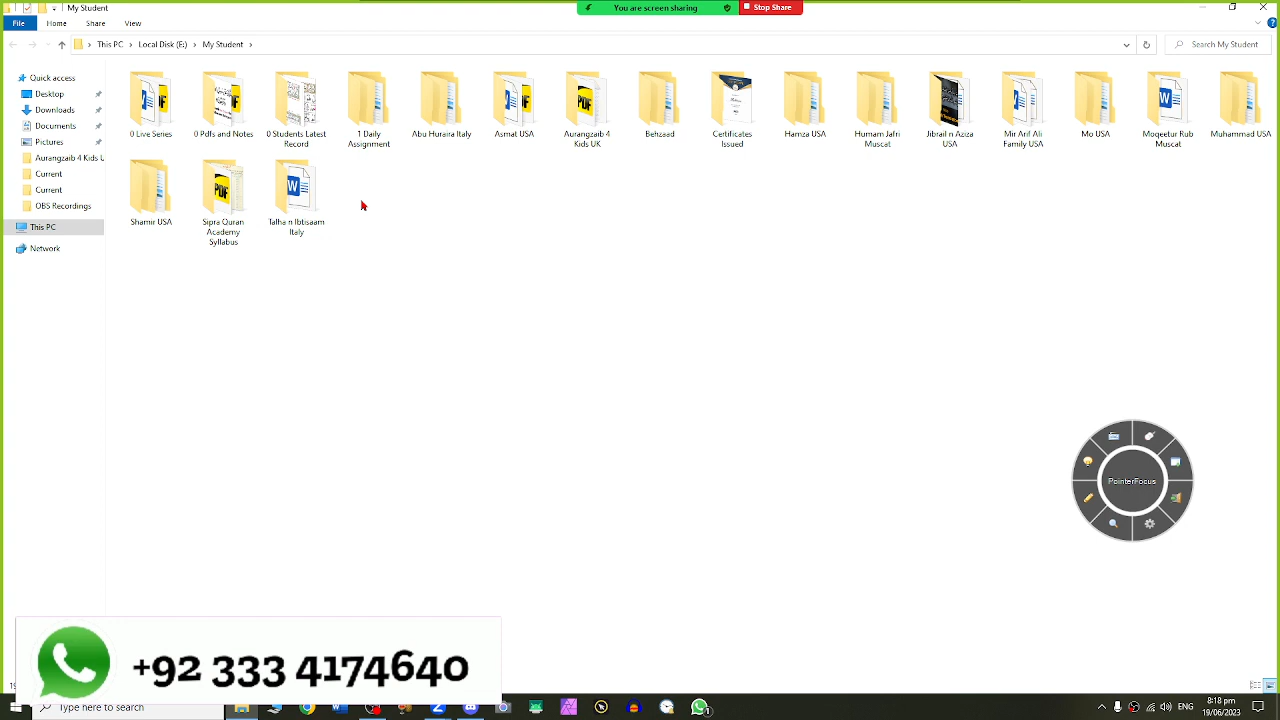 My Student
You are screen sharing
Stop Share
File
Home
Share
View
This PC
Local Disk (E:)
My Student
Search My Student
Quick access
Desktop
Downloads
Documents
Pictures
Aurangzaib 4 Kids U
Current
Current
OBS Recordings
This PC
Network
0 Live Series
0 Pdfs and Notes
0 Students Latest
Record
1 Daily
Assignment
Abu Huraira Italy
Asmat USA
Aurangzaib 4
Kids UK
Behzaad
Certificates
Issued
Hamza USA
Humam Jafri
Muscat
Jibrail n Aziza
USA
Mir Arif Ali
Family USA
Mo USA
Moqeetur Rub
Muscat
Muhammad USA
Shamir USA
Sipra Quran
Academy
Syllabus
Talha n Ibtisaam
Italy
PDF
PDF
W
W
PointerFocus
+92 333 4174640
Type here to search
ENG
8:18 pm
19/06/2023